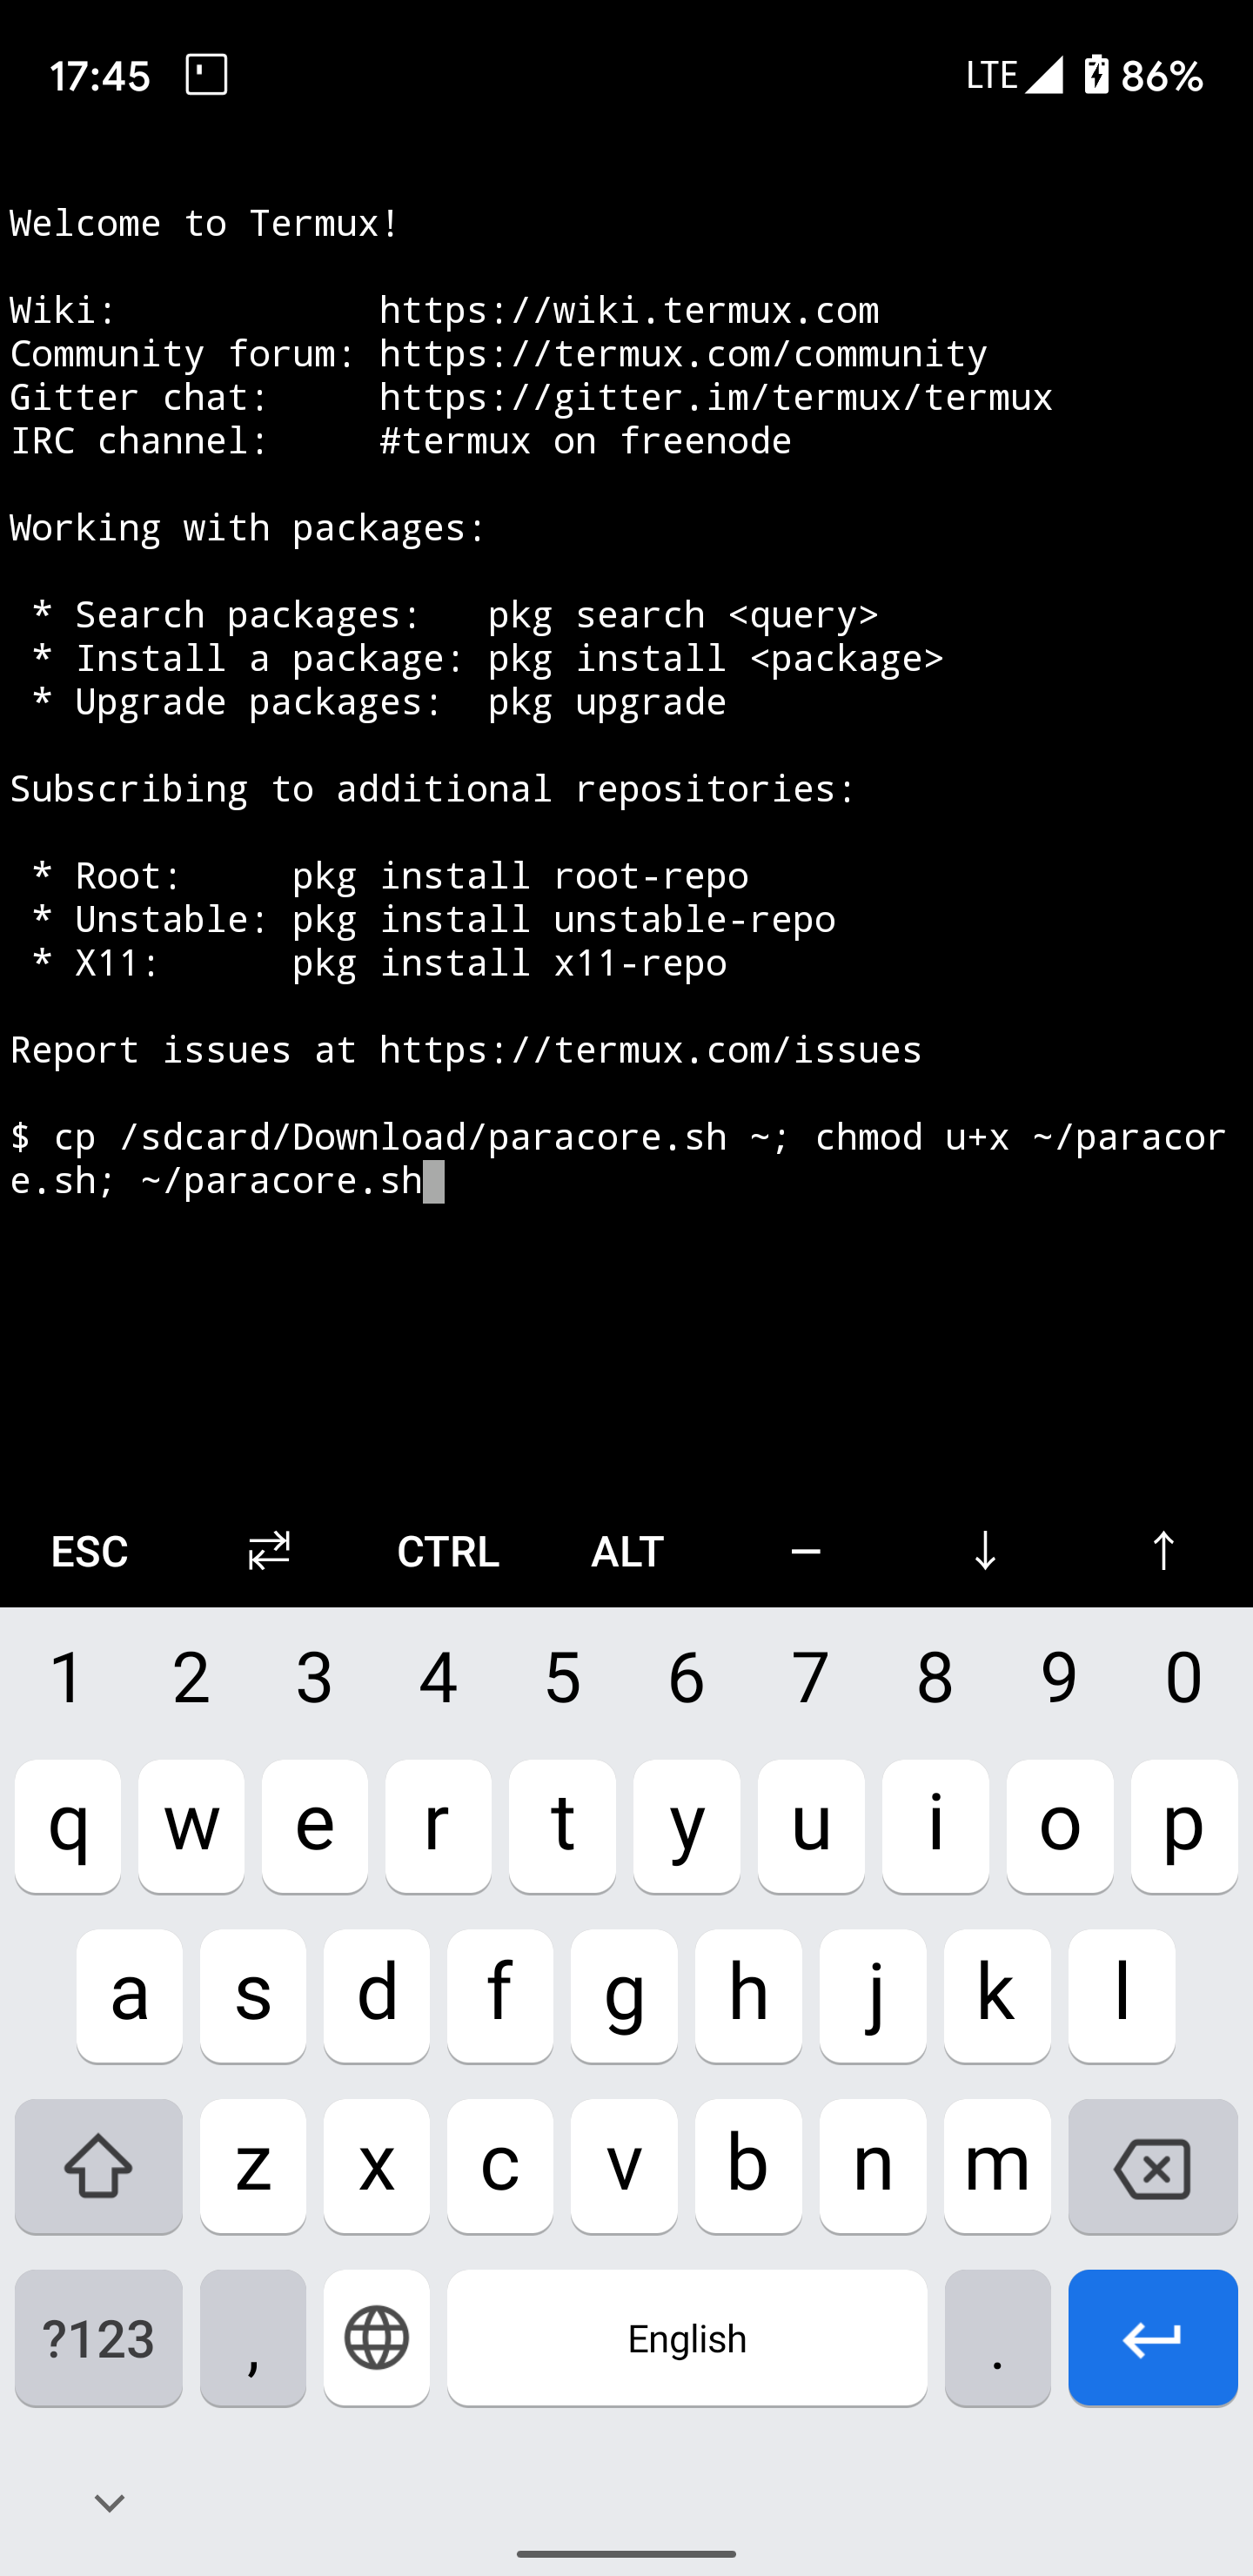 17:45 LTE 86%
Welcome to Termux!
Wiki:            https://wiki.termux.com
Community forum: https://termux.com/community
Gitter chat:     https://gitter.im/termux/termux
IRC channel:     #termux on freenode
Working with packages:
 * Search packages:   pkg search <query>
 * Install a package: pkg install <package>
 * Upgrade packages:  pkg upgrade
Subscribing to additional repositories:
 * Root:     pkg install root-repo
 * Unstable: pkg install unstable-repo
 * X11:      pkg install x11-repo
Report issues at https://termux.com/issues
$ cp /sdcard/Download/paracore.sh ~; chmod u+x ~/paracor
e.sh; ~/paracore.sh
ESC ⇄ CTRL ALT — ↓ ↑
1 2 3 4 5 6 7 8 9 0
q w e r t y u i o p
a s d f g h j k l
z x c v b n m
?123 , English .